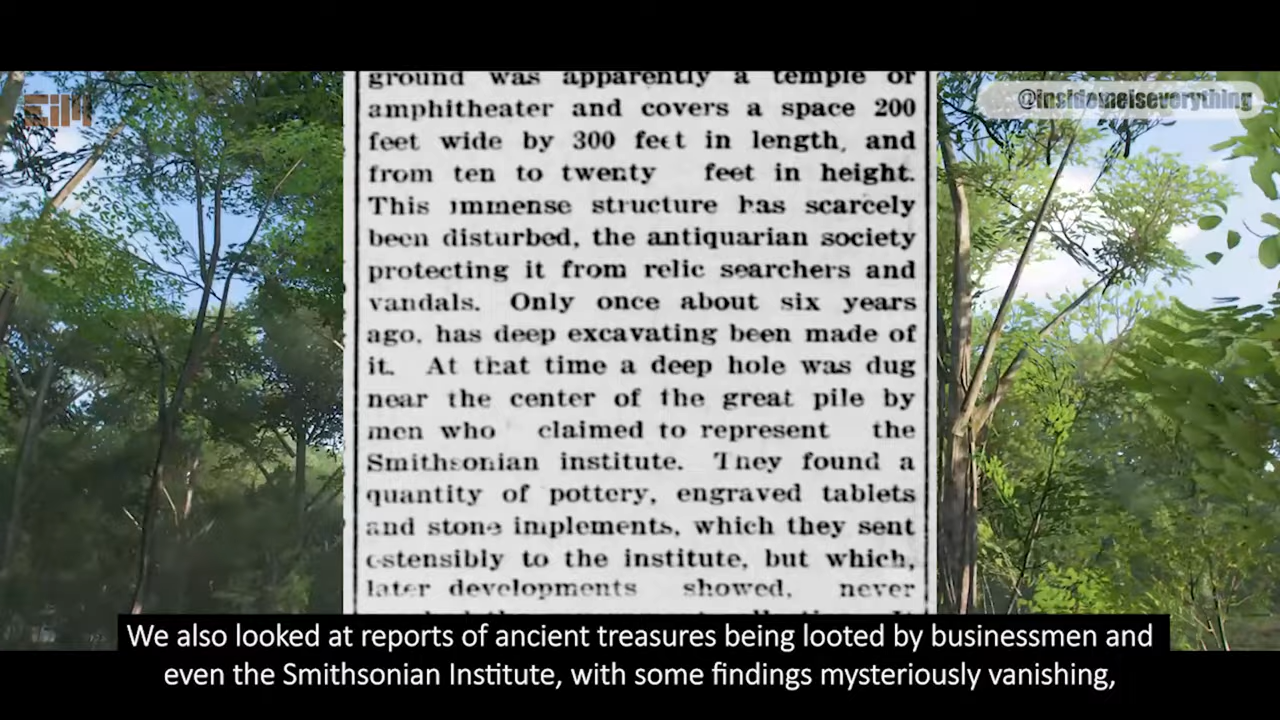 EiM
@insidemeiseverything
ground was apparently a temple or
amphitheater and covers a space 200
feet wide by 300 feet in length, and
from ten to twenty feet in height.
This immense structure has scarcely
been disturbed, the antiquarian society
protecting it from relic searchers and
vandals. Only once about six years
ago, has deep excavating been made of
it. At that time a deep hole was dug
near the center of the great pile by
men who claimed to represent the
Smithsonian institute. They found a
quantity of pottery, engraved tablets
and stone implements, which they sent
ostensibly to the institute, but which,
later developments showed, never
We also looked at reports of ancient treasures being looted by businessmen and
even the Smithsonian Institute, with some findings mysteriously vanishing,